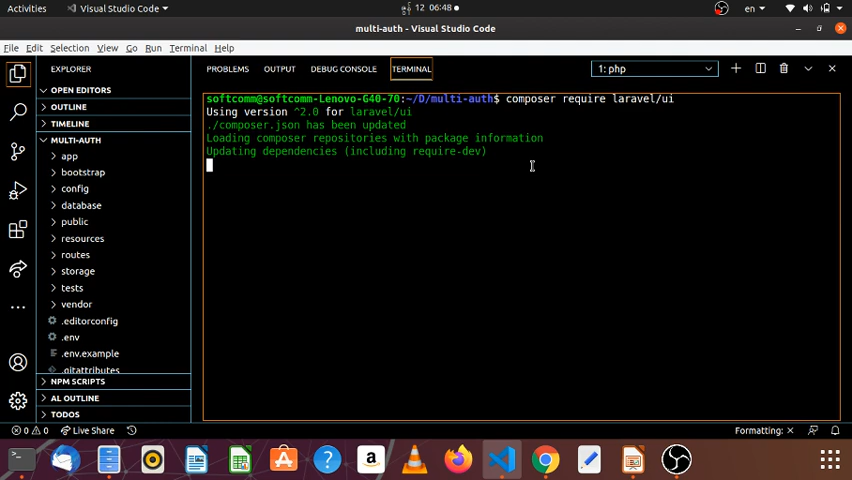 Activities
Visual Studio Code
12 06:48
en
multi-auth - Visual Studio Code
File Edit Selection View Go Run Terminal Help
EXPLORER
PROBLEMS OUTPUT DEBUG CONSOLE TERMINAL
1: php
OPEN EDITORS
OUTLINE
TIMELINE
MULTI-AUTH
app
bootstrap
config
database
public
resources
routes
storage
tests
vendor
.editorconfig
.env
.env.example
.gitattributes
NPM SCRIPTS
AL OUTLINE
TODOS
softcomm@softcomm-Lenovo-G40-70:~/D/multi-auth$ composer require laravel/ui
Using version ^2.0 for laravel/ui
./composer.json has been updated
Loading composer repositories with package information
Updating dependencies (including require-dev)
0 0 Live Share
Formatting: ×